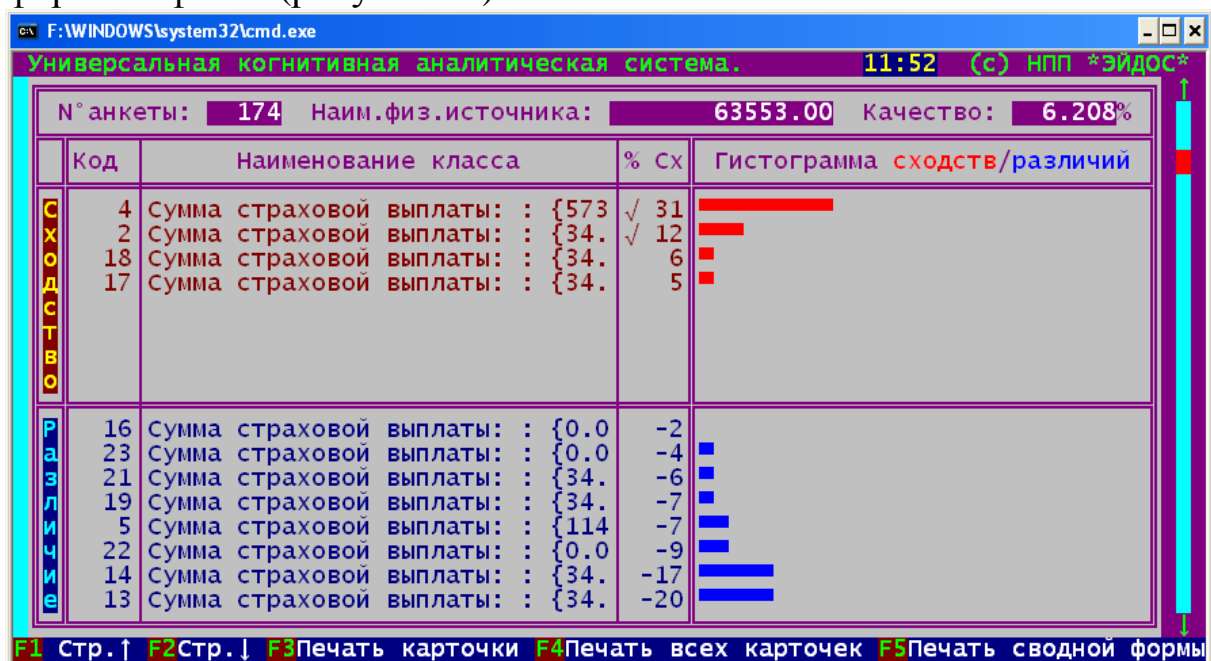 F:\WINDOWS\system32\cmd.exe
Универсальная когнитивная аналитическая система. 11:52 (c) НПП *ЭЙДОС*
N°анкеты: 174 Наим.физ.источника: 63553.00 Качество: 6.208%
Код Наименование класса % Сх Гистограмма сходств/различий
Сходство
4 Сумма страховой выплаты: : {573 √ 31
2 Сумма страховой выплаты: : {34. √ 12
18 Сумма страховой выплаты: : {34. 6
17 Сумма страховой выплаты: : {34. 5
Различие
16 Сумма страховой выплаты: : {0.0 -2
23 Сумма страховой выплаты: : {0.0 -4
21 Сумма страховой выплаты: : {34. -6
19 Сумма страховой выплаты: : {34. -7
5 Сумма страховой выплаты: : {114 -7
22 Сумма страховой выплаты: : {0.0 -9
14 Сумма страховой выплаты: : {34. -17
13 Сумма страховой выплаты: : {34. -20
F1 Стр.↑ F2Стр.↓ F3Печать карточки F4Печать всех карточек F5Печать сводной формы